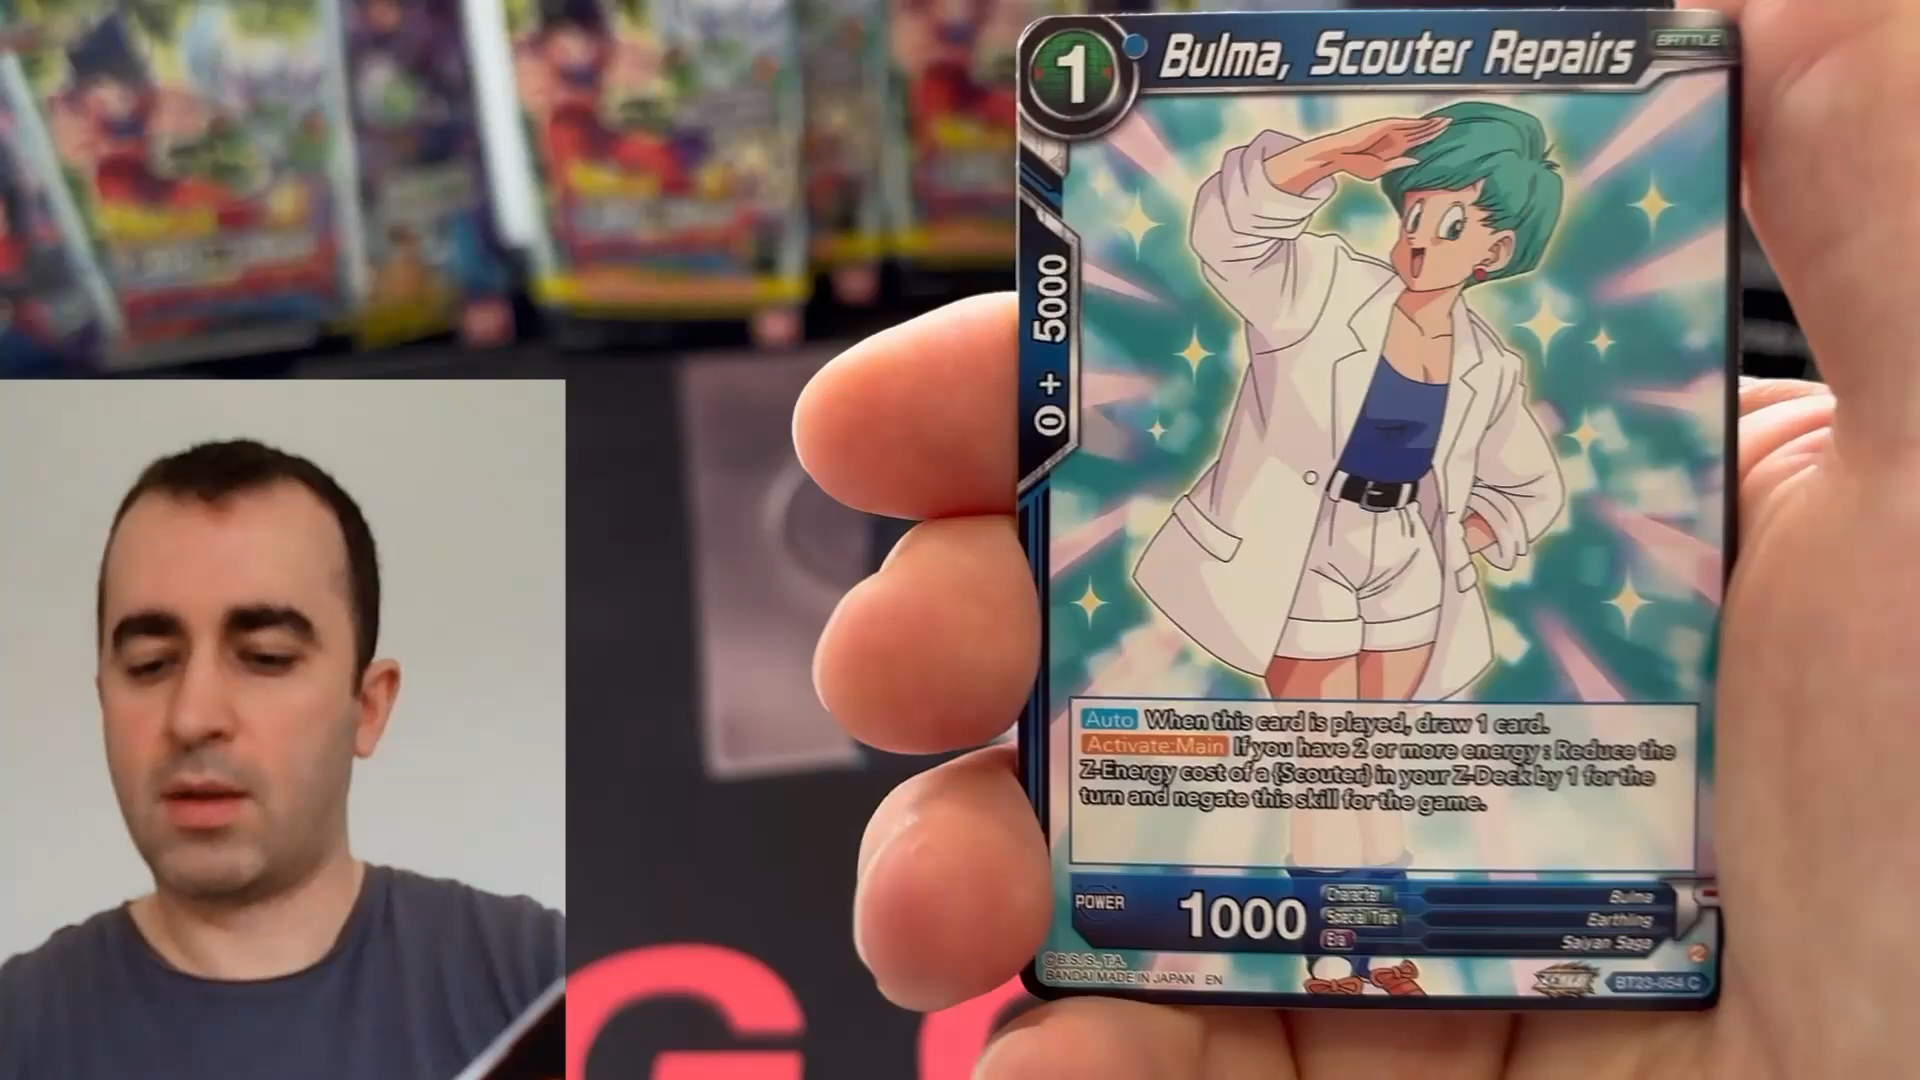 1
Bulma, Scouter Repairs
BATTLE
0 + 5000
Auto When this card is played, draw 1 card.
Activate:Main If you have 2 or more energy : Reduce the
Z-Energy cost of a {Scouter} in your Z-Deck by 1 for the
turn and negate this skill for the game.
POWER
1000
Character Bulma
Special Trait Earthling
Era Saiyan Saga
©B.S./S., T.A.
BANDAI MADE IN JAPAN EN
BT23-054 C
G